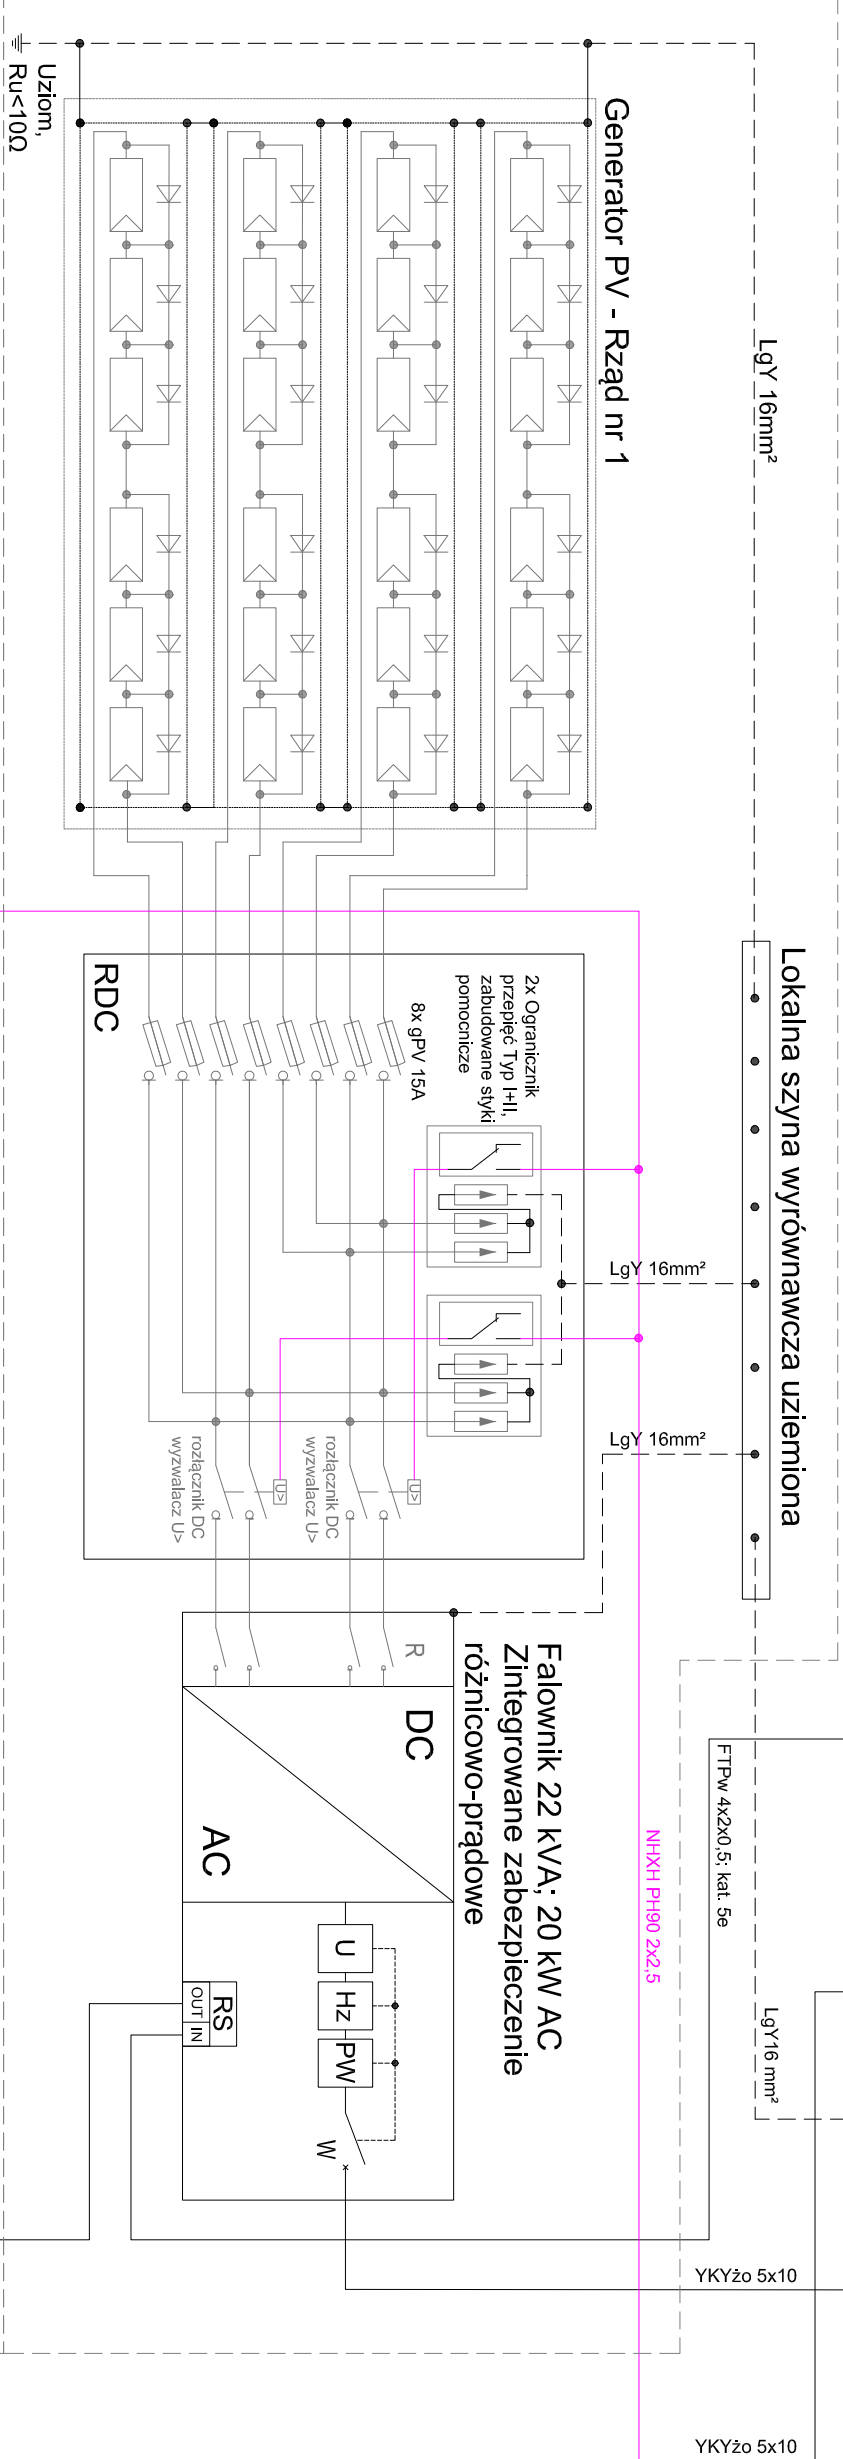 Uziom,
Ru<10Ω
Generator PV - Rząd nr 1
LgY 16mm²
Lokalna szyna wyrównawcza uziemiona
RDC
8x gPV 15A
2x Ogranicznik
przepięć Typ I+II,
zabudowane styki
pomocnicze
LgY 16mm²
LgY 16mm²
U>
U>
rozłącznik DC
wyzwalacz U>
rozłącznik DC
wyzwalacz U>
R
DC
AC
Falownik 22 kVA; 20 kW AC
Zintegrowane zabezpieczenie
różnicowo-prądowe
NHXH PH90 2x2,5
FTPw 4x2x0,5; kat. 5e
LgY16 mm²
U
Hz
PW
W
RS
OUT IN
YKYżo 5x10
YKYżo 5x10